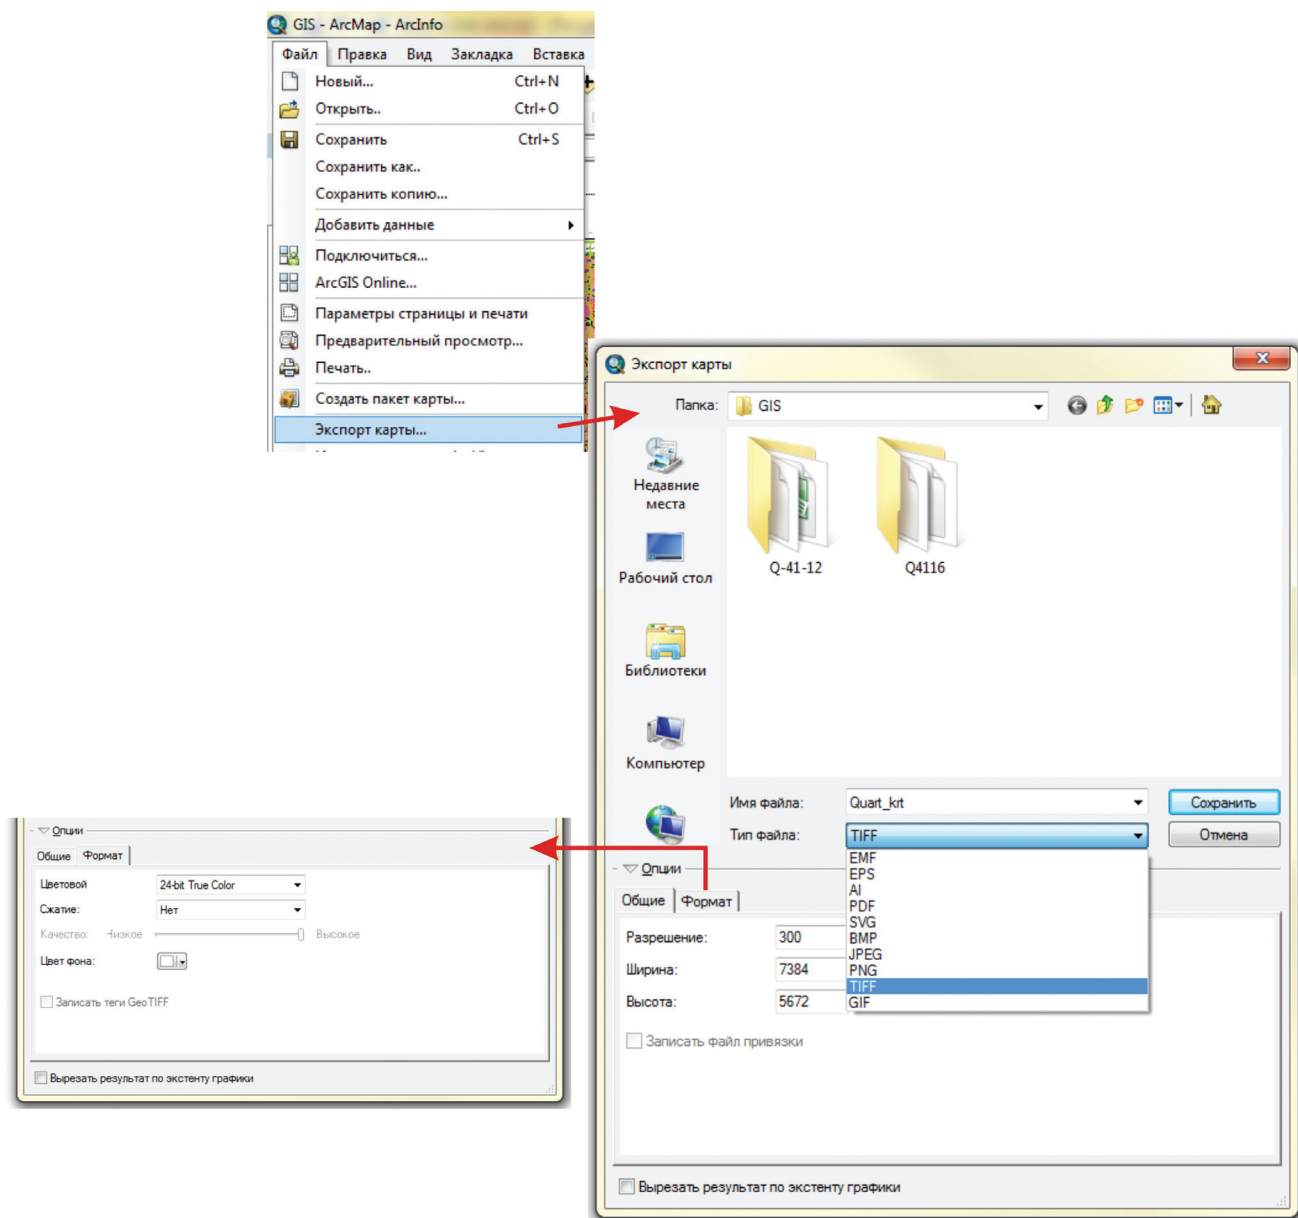 GIS - ArcMap - ArcInfo
Файл Правка Вид Закладка Вставка
Новый... Ctrl+N
Открыть.. Ctrl+O
Сохранить Ctrl+S
Сохранить как..
Сохранить копию...
Добавить данные
Подключиться...
ArcGIS Online...
Параметры страницы и печати
Предварительный просмотр...
Печать..
Создать пакет карты...
Экспорт карты...
Экспорт карты
Папка: GIS
Недавние
места
Рабочий стол
Библиотеки
Компьютер
Q-41-12 Q4116
Имя файла: Quart_krt Сохранить
Тип файла: TIFF Отмена
EMF
EPS
AI
PDF
SVG
BMP
JPEG
PNG
TIFF
GIF
Опции
Общие Формат
Разрешение: 300
Ширина: 7384
Высота: 5672
Записать файл привязки
Вырезать результат по экстенту графики
Опции
Общие Формат
Цветовой 24-bit True Color
Сжатие: Нет
Качество: Низкое Высокое
Цвет фона:
Записать теги GeoTIFF
Вырезать результат по экстенту графики